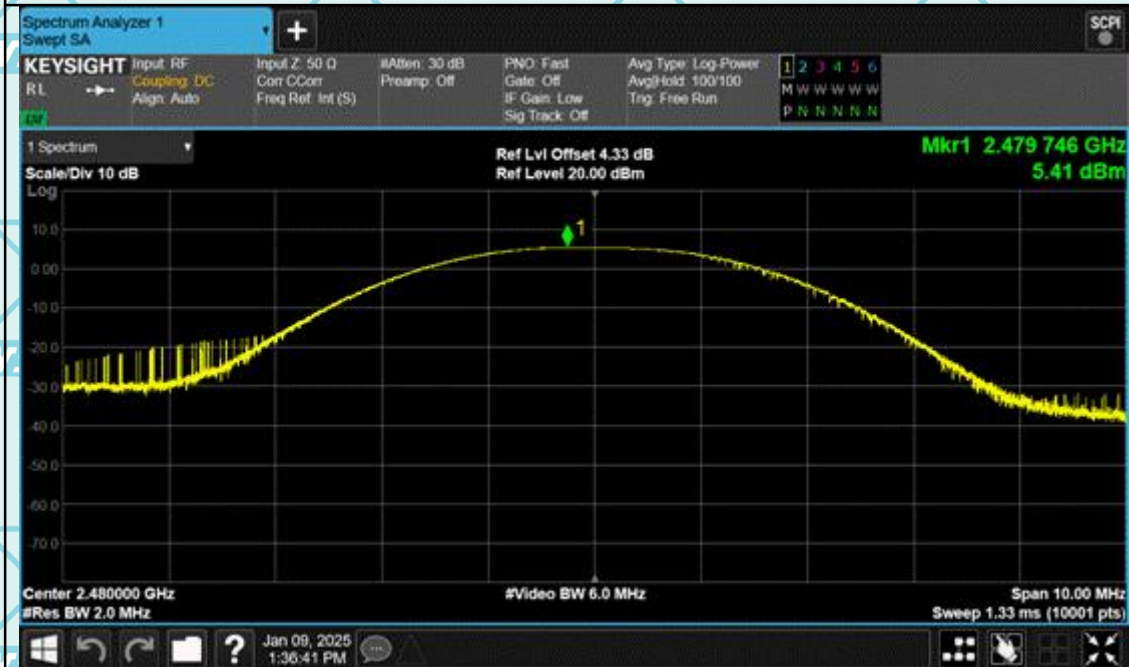 Spectrum Analyzer 1
Swept SA
+
SCPI
KEYSIGHT
RL
Input: RF
Coupling: DC
Align: Auto
Input Z: 50 Ω
Corr CCorr
Freq Ref: Int (S)
#Atten: 30 dB
Preamp: Off
PNO: Fast
Gate: Off
IF Gain: Low
Sig Track: Off
Avg Type: Log-Power
Avg|Hold: 100/100
Trig: Free Run
1 2 3 4 5 6
M W W W W W
P N N N N N
1 Spectrum
Scale/Div 10 dB
Log
Ref Lvl Offset 4.33 dB
Ref Level 20.00 dBm
Mkr1 2.479 746 GHz
5.41 dBm
1
10.0
0.00
-10.0
-20.0
-30.0
-40.0
-50.0
-60.0
-70.0
Center 2.480000 GHz
#Res BW 2.0 MHz
#Video BW 6.0 MHz
Span 10.00 MHz
Sweep 1.33 ms (10001 pts)
?
Jan 09, 2025
1:36:41 PM